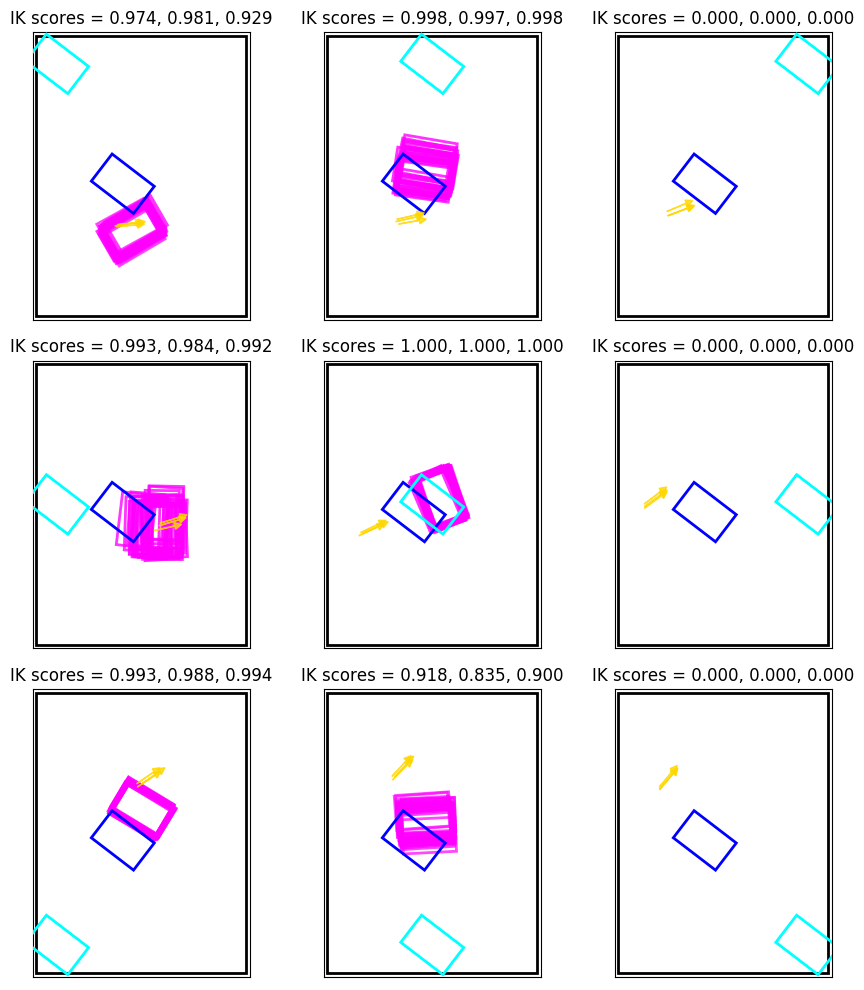 IK scores = 0.974, 0.981, 0.929
IK scores = 0.998, 0.997, 0.998
IK scores = 0.000, 0.000, 0.000
IK scores = 0.993, 0.984, 0.992
IK scores = 1.000, 1.000, 1.000
IK scores = 0.000, 0.000, 0.000
IK scores = 0.993, 0.988, 0.994
IK scores = 0.918, 0.835, 0.900
IK scores = 0.000, 0.000, 0.000